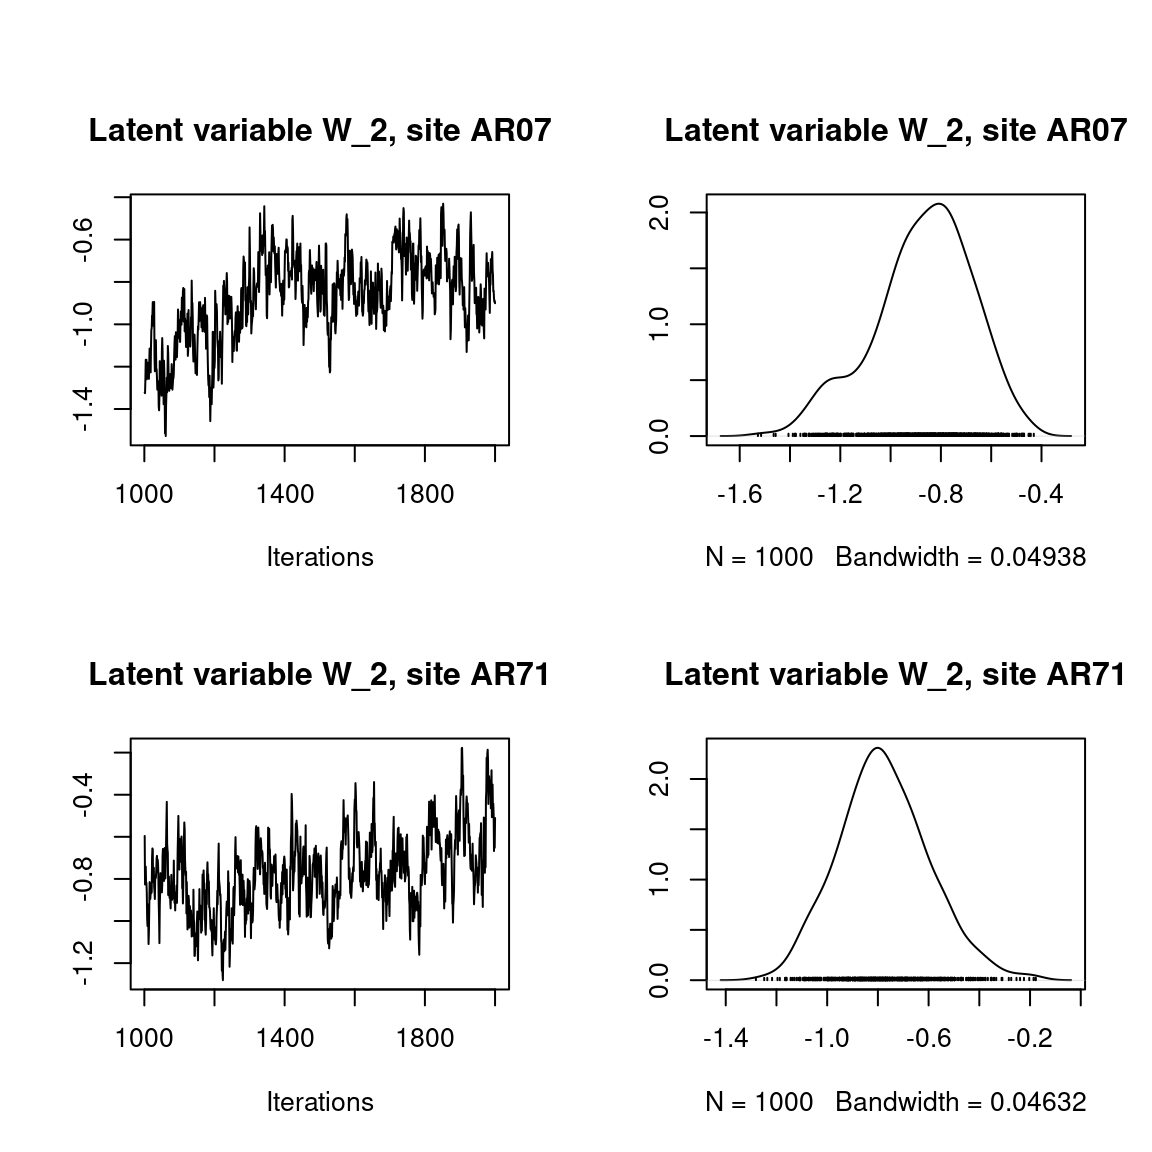 Latent variable W_2, site AR07
-1.4 -1.0 -0.6
1000 1400 1800
Iterations
Latent variable W_2, site AR07
0.0 1.0 2.0
-1.6 -1.2 -0.8 -0.4
N = 1000 Bandwidth = 0.04938
Latent variable W_2, site AR71
-1.2 -0.8 -0.4
1000 1400 1800
Iterations
Latent variable W_2, site AR71
0.0 1.0 2.0
-1.4 -1.0 -0.6 -0.2
N = 1000 Bandwidth = 0.04632